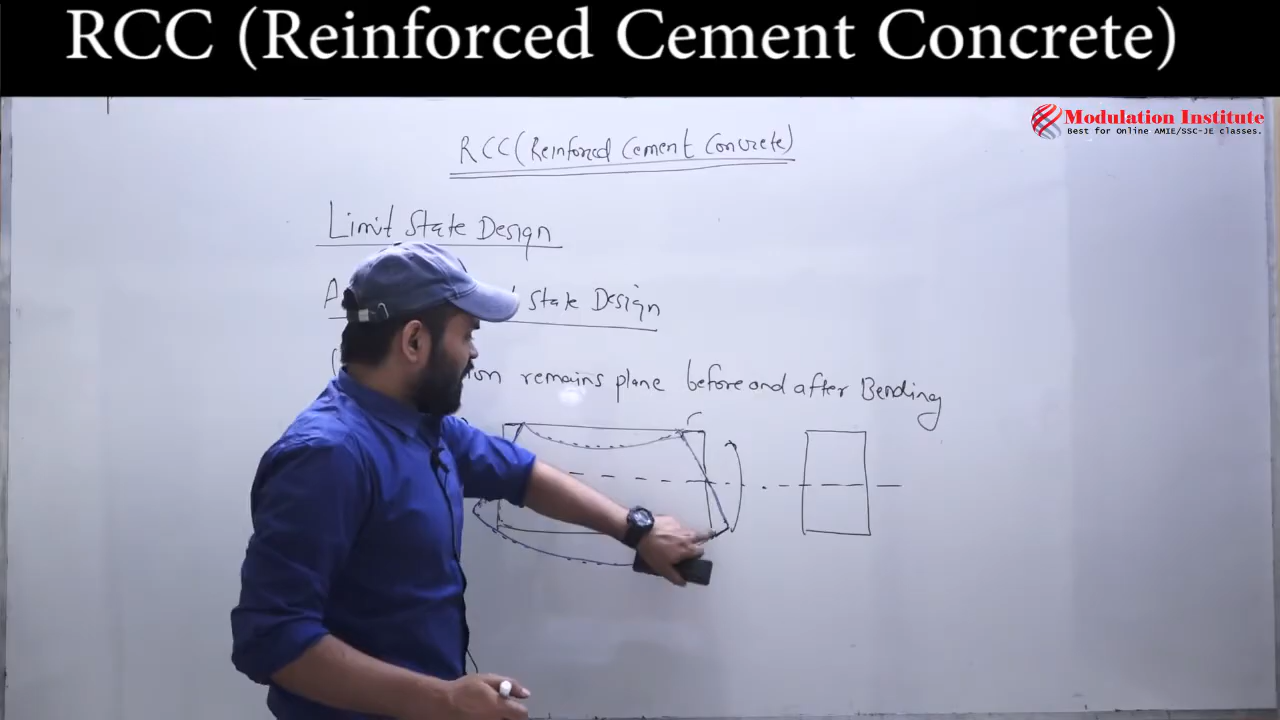 RCC (Reinforced Cement Concrete)
Modulation Institute
Best for Online AMIE/SSC-JE classes.
RCC (Reinforced Cement Concrete)
Limit State Design
State Design
remains plane before and after Bending